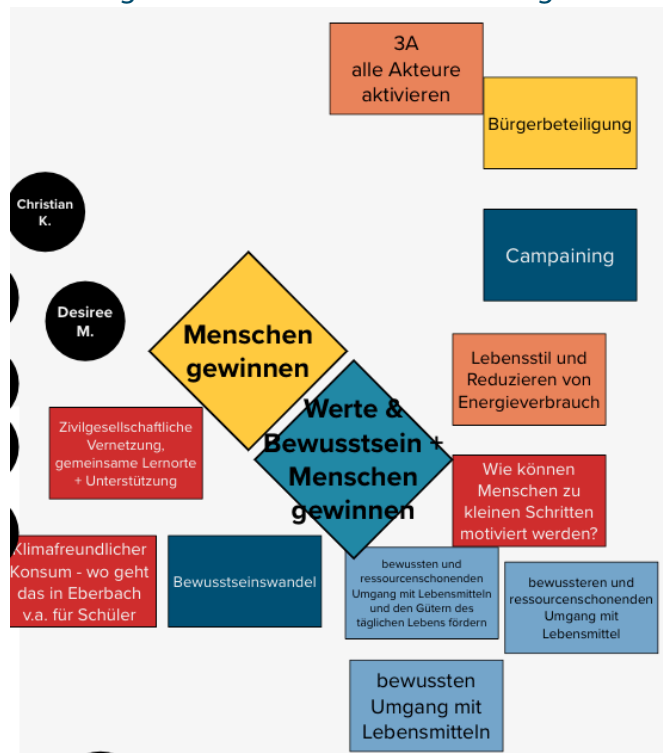 3A
alle Akteure
aktivieren
Bürgerbeteiligung
Christian
K.
Campaining
Desiree
M.
Menschen
gewinnen
Lebensstil und
Reduzieren von
Energieverbrauch
Werte &
Bewusstsein +
Menschen
gewinnen
Zivilgesellschaftliche
Vernetzung,
gemeinsame Lernorte
+ Unterstützung
Wie können
Menschen zu
kleinen Schritten
motiviert werden?
Klimafreundlicher
Konsum - wo geht
das in Eberbach
v.a. für Schüler
Bewusstseinswandel
bewussten und
ressourcenschonenden
Umgang mit Lebensmitteln
und den Gütern des
täglichen Lebens fördern
bewussteren und
ressourcenschonenden
Umgang mit
Lebensmittel
bewussten
Umgang mit
Lebensmitteln